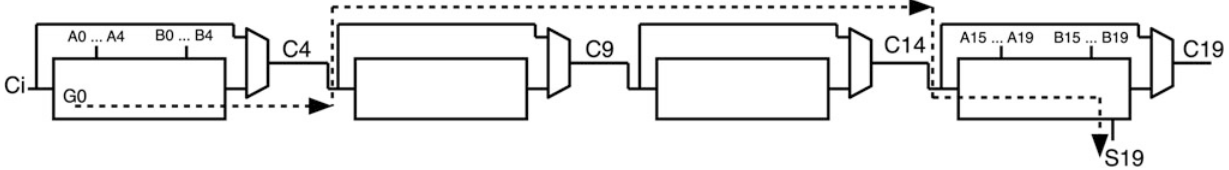 A0 ... A4 B0 ... B4 C4 C9 C14 A15 ... A19 B15 ... B19 C19
Ci
G0
S19